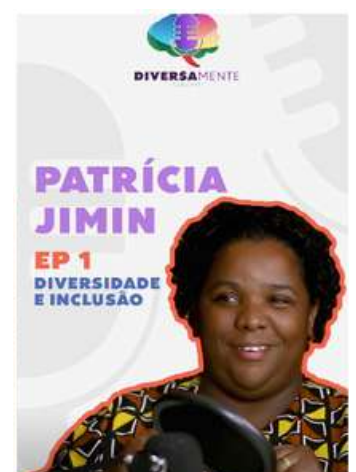 DIVERSAMENTE
PATRÍCIA
JIMIN
EP 1
DIVERSIDADE
E INCLUSÃO